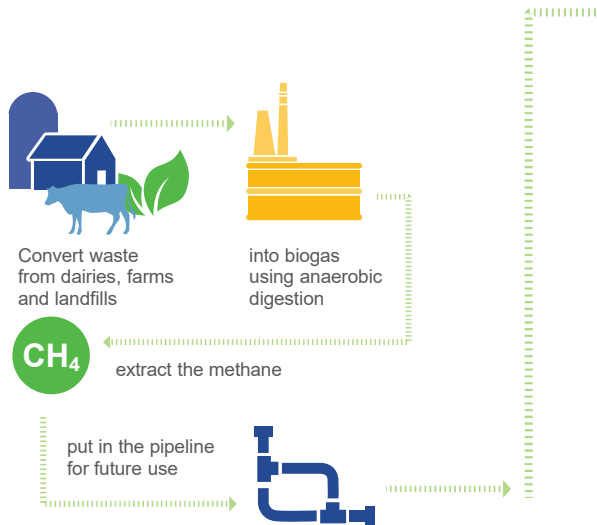 Convert waste
from dairies, farms
and landfills
into biogas
using anaerobic
digestion
CH₄
extract the methane
put in the pipeline
for future use